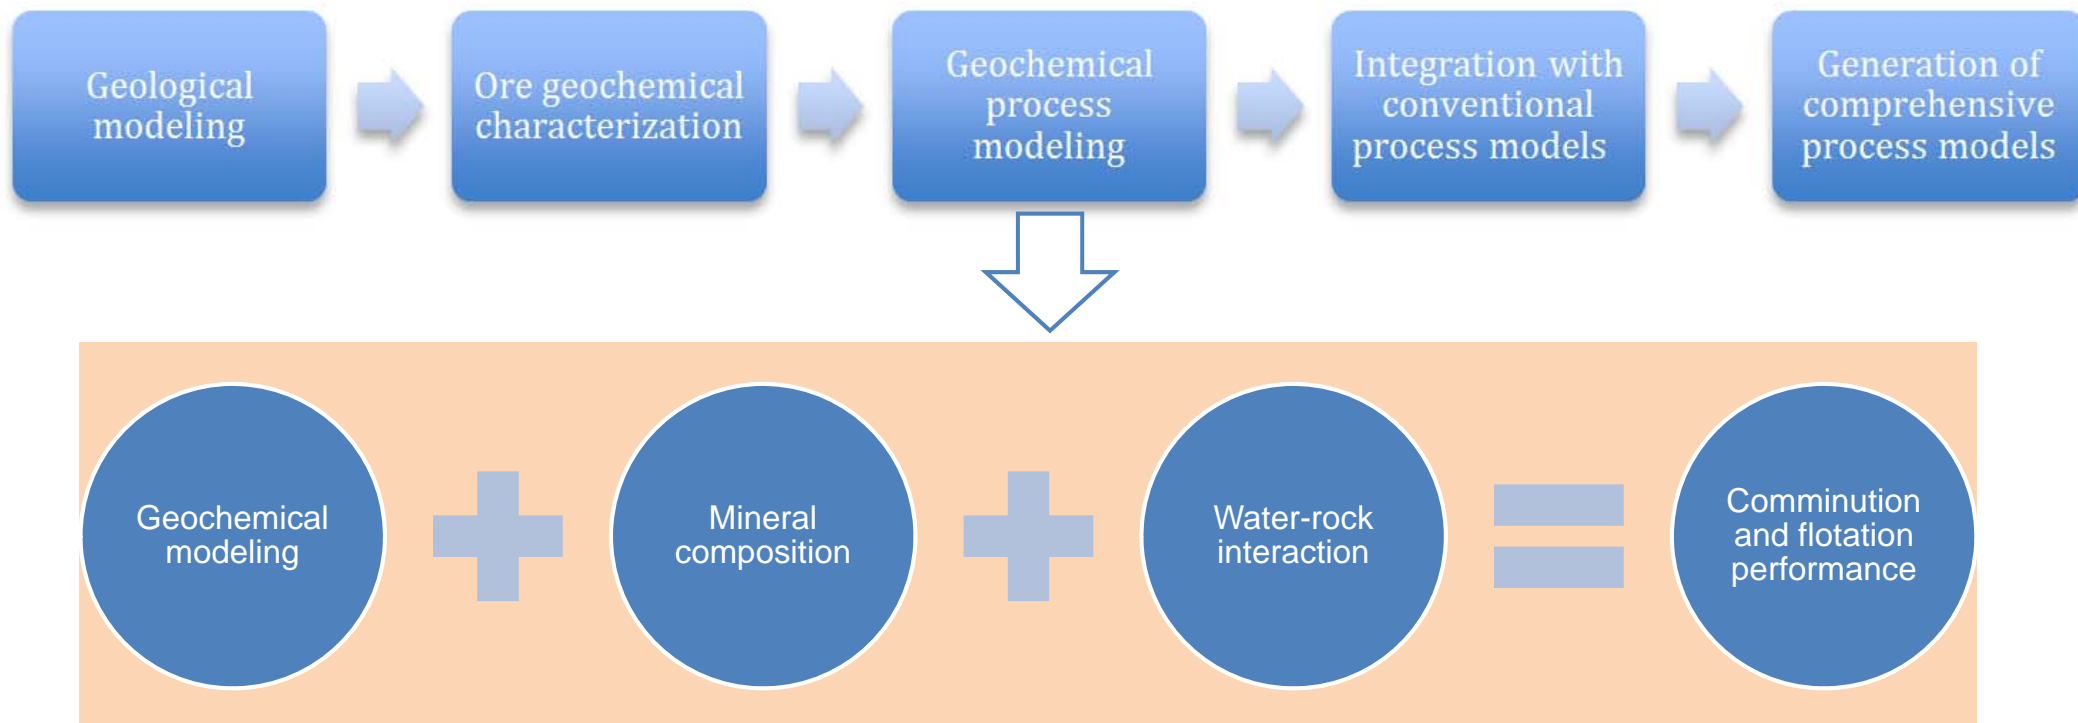 Geological
modeling
Ore geochemical
characterization
Geochemical
process
modeling
Integration with
conventional
process models
Generation of
comprehensive
process models
Geochemical
modeling
Mineral
composition
Water-rock
interaction
Comminution
and flotation
performance